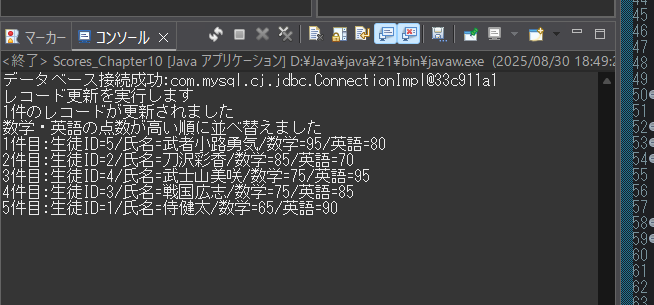 マーカー コンソール ×
<終了> Scores_Chapter10 [Java アプリケーション] D:¥Java¥java¥21¥bin¥javaw.exe (2025/08/30 18:49:2
データベース接続成功:com.mysql.cj.jdbc.ConnectionImpl@33c911a1
レコード更新を実行します
1件のレコードが更新されました
数学・英語の点数が高い順に並べ替えました
1件目:生徒ID=5/氏名=武者小路勇気/数学=95/英語=80
2件目:生徒ID=2/氏名=刀沢彩香/数学=85/英語=70
3件目:生徒ID=4/氏名=武士山美咲/数学=75/英語=95
4件目:生徒ID=3/氏名=戦国広志/数学=75/英語=85
5件目:生徒ID=1/氏名=侍健太/数学=65/英語=90
46
47
48
49
50
51
52
53
54
55
56
57
58
59
60
61
62
63